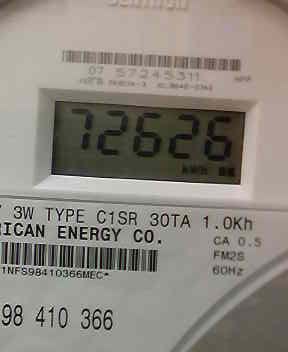 07 57245311
72626
kWh
3W TYPE C1SR 30TA 1.0Kh
RICAN ENERGY CO.
CA 0.5
FM2S
60Hz
1NFS98410366MEC*
98 410 366